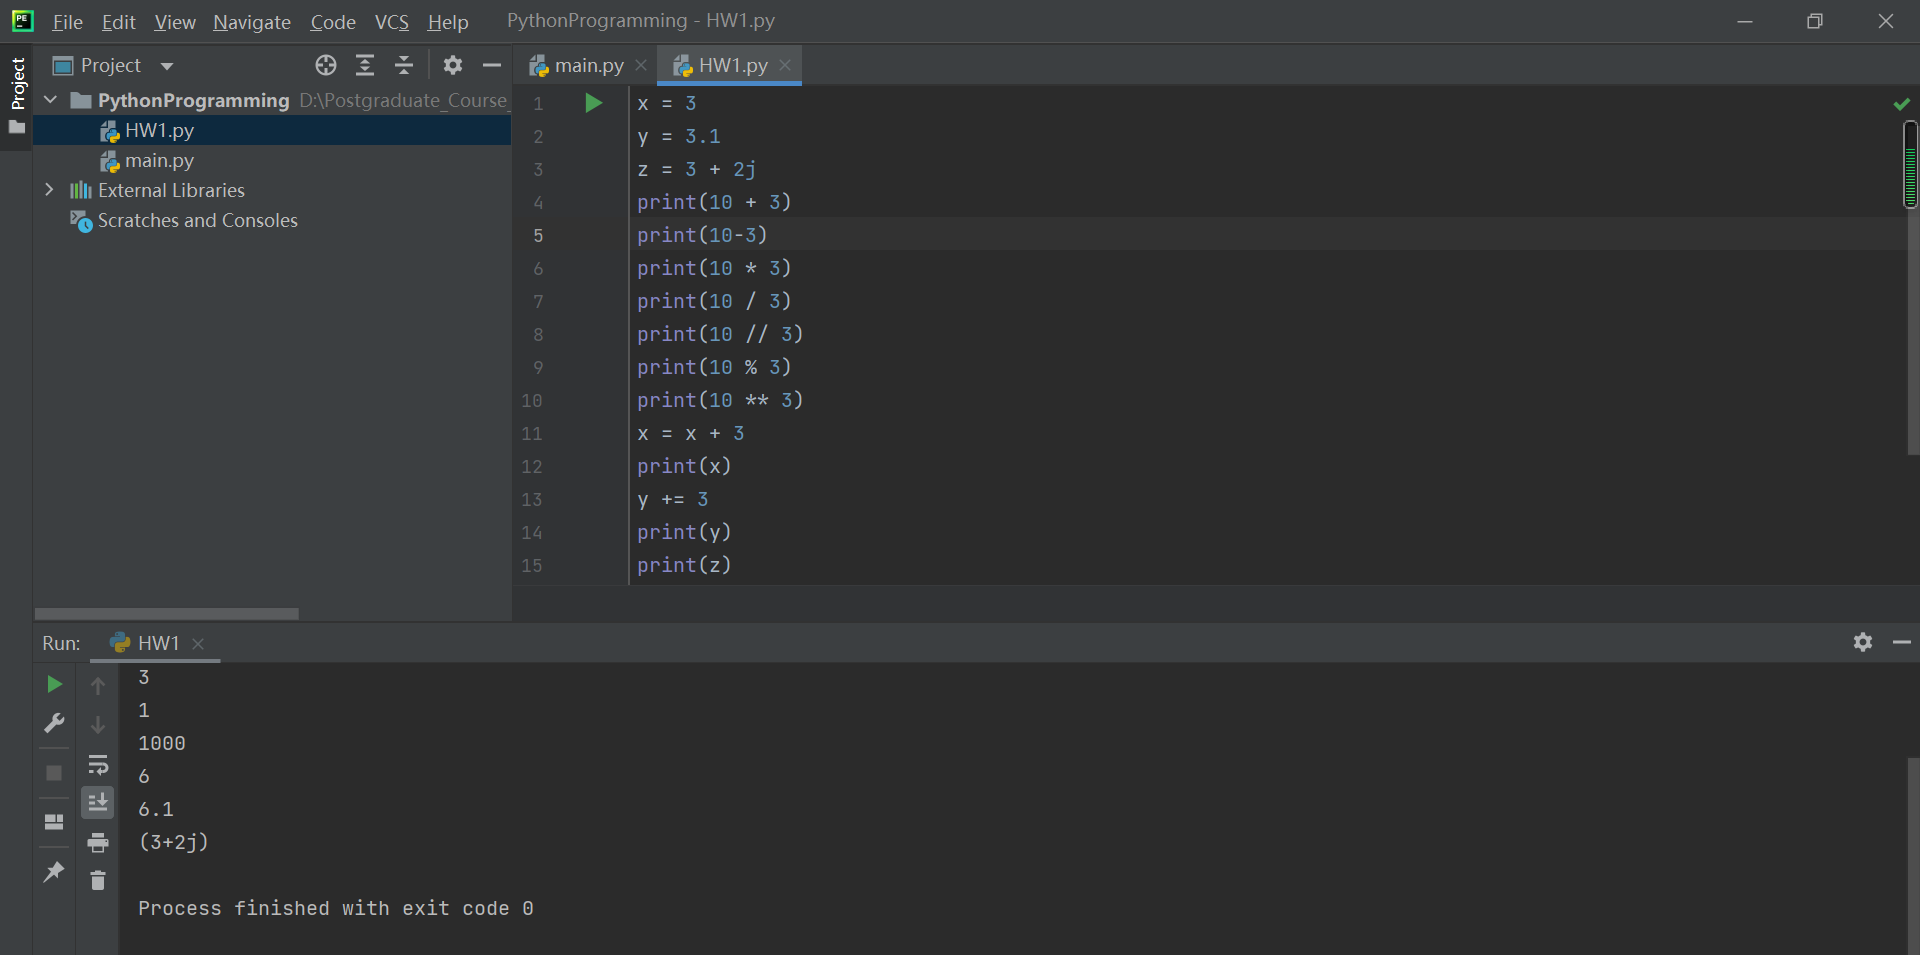 PE File Edit View Navigate Code VCS Help PythonProgramming - HW1.py
Project
Project
PythonProgramming D:\Postgraduate_Course_
HW1.py
main.py
External Libraries
Scratches and Consoles
main.py HW1.py
1 x = 3
2 y = 3.1
3 z = 3 + 2j
4 print(10 + 3)
5 print(10-3)
6 print(10 * 3)
7 print(10 / 3)
8 print(10 // 3)
9 print(10 % 3)
10 print(10 ** 3)
11 x = x + 3
12 print(x)
13 y += 3
14 print(y)
15 print(z)
Run: HW1
3
1
1000
6
6.1
(3+2j)
Process finished with exit code 0